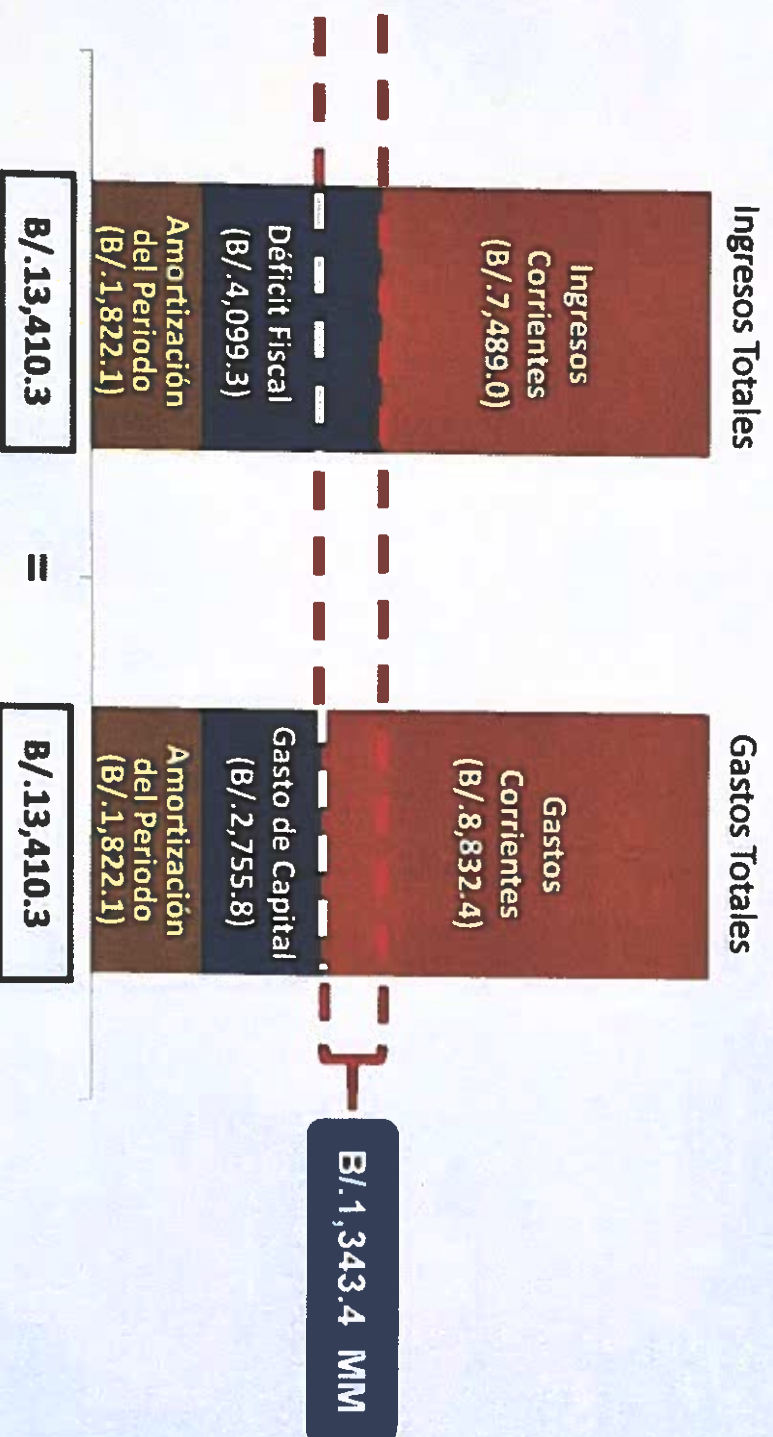 Ingresos Totales
Gastos Totales
Ingresos
Corrientes
(B/.7,489.0)
Déficit Fiscal
(B/.4,099.3)
Amortización
del Periodo
(B/.1,822.1)
Gastos
Corrientes
(B/.8,832.4)
Gasto de Capital
(B/.2,755.8)
Amortización
del Periodo
(B/.1,822.1)
B/.1,343.4 MM
B/.13,410.3
=
B/.13,410.3